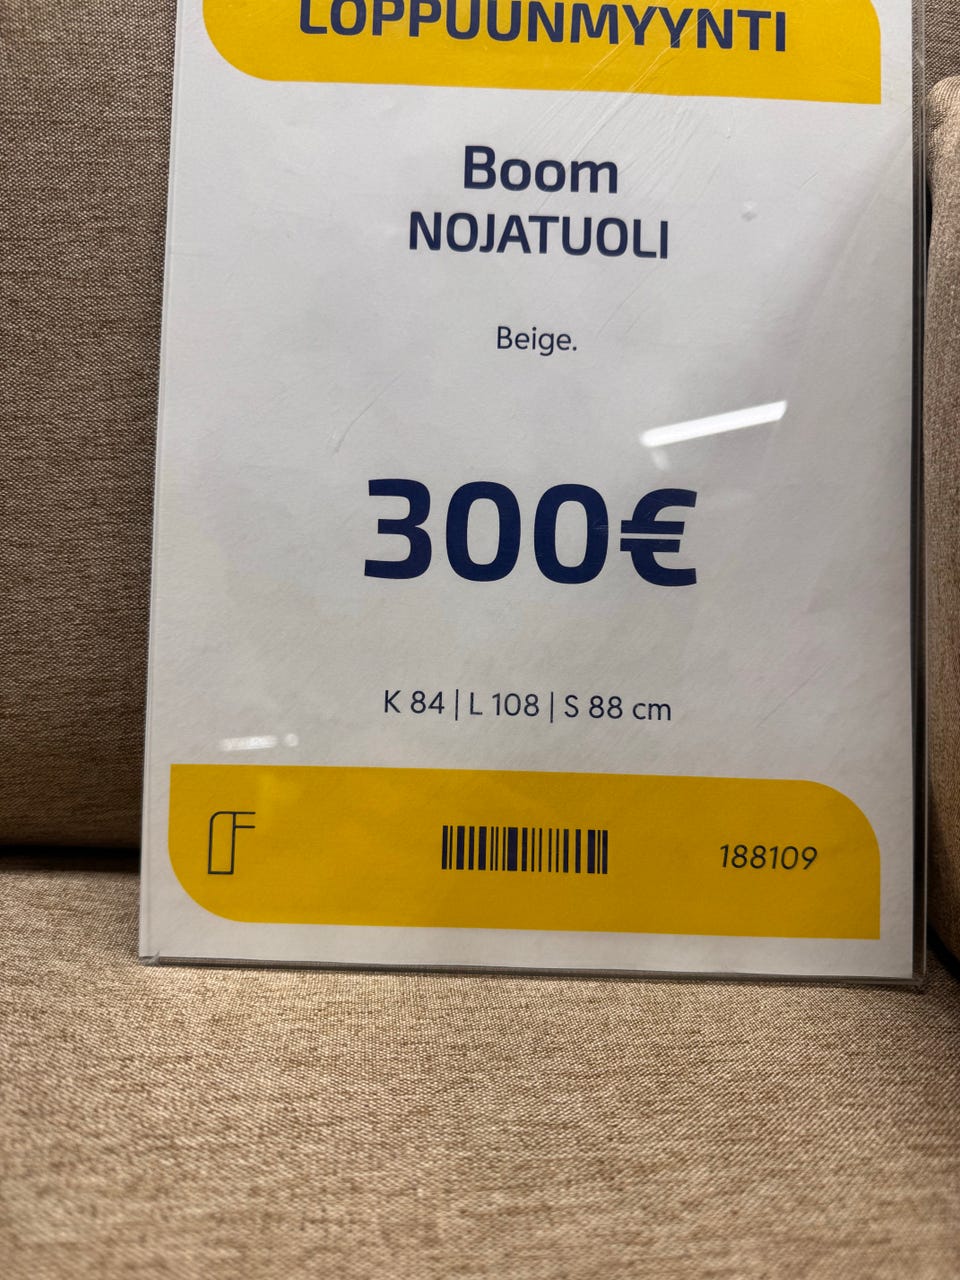 LOPPUUNMYYNTI
Boom
NOJATUOLI
Beige.
300€
K 84 | L 108 | S 88 cm
188109